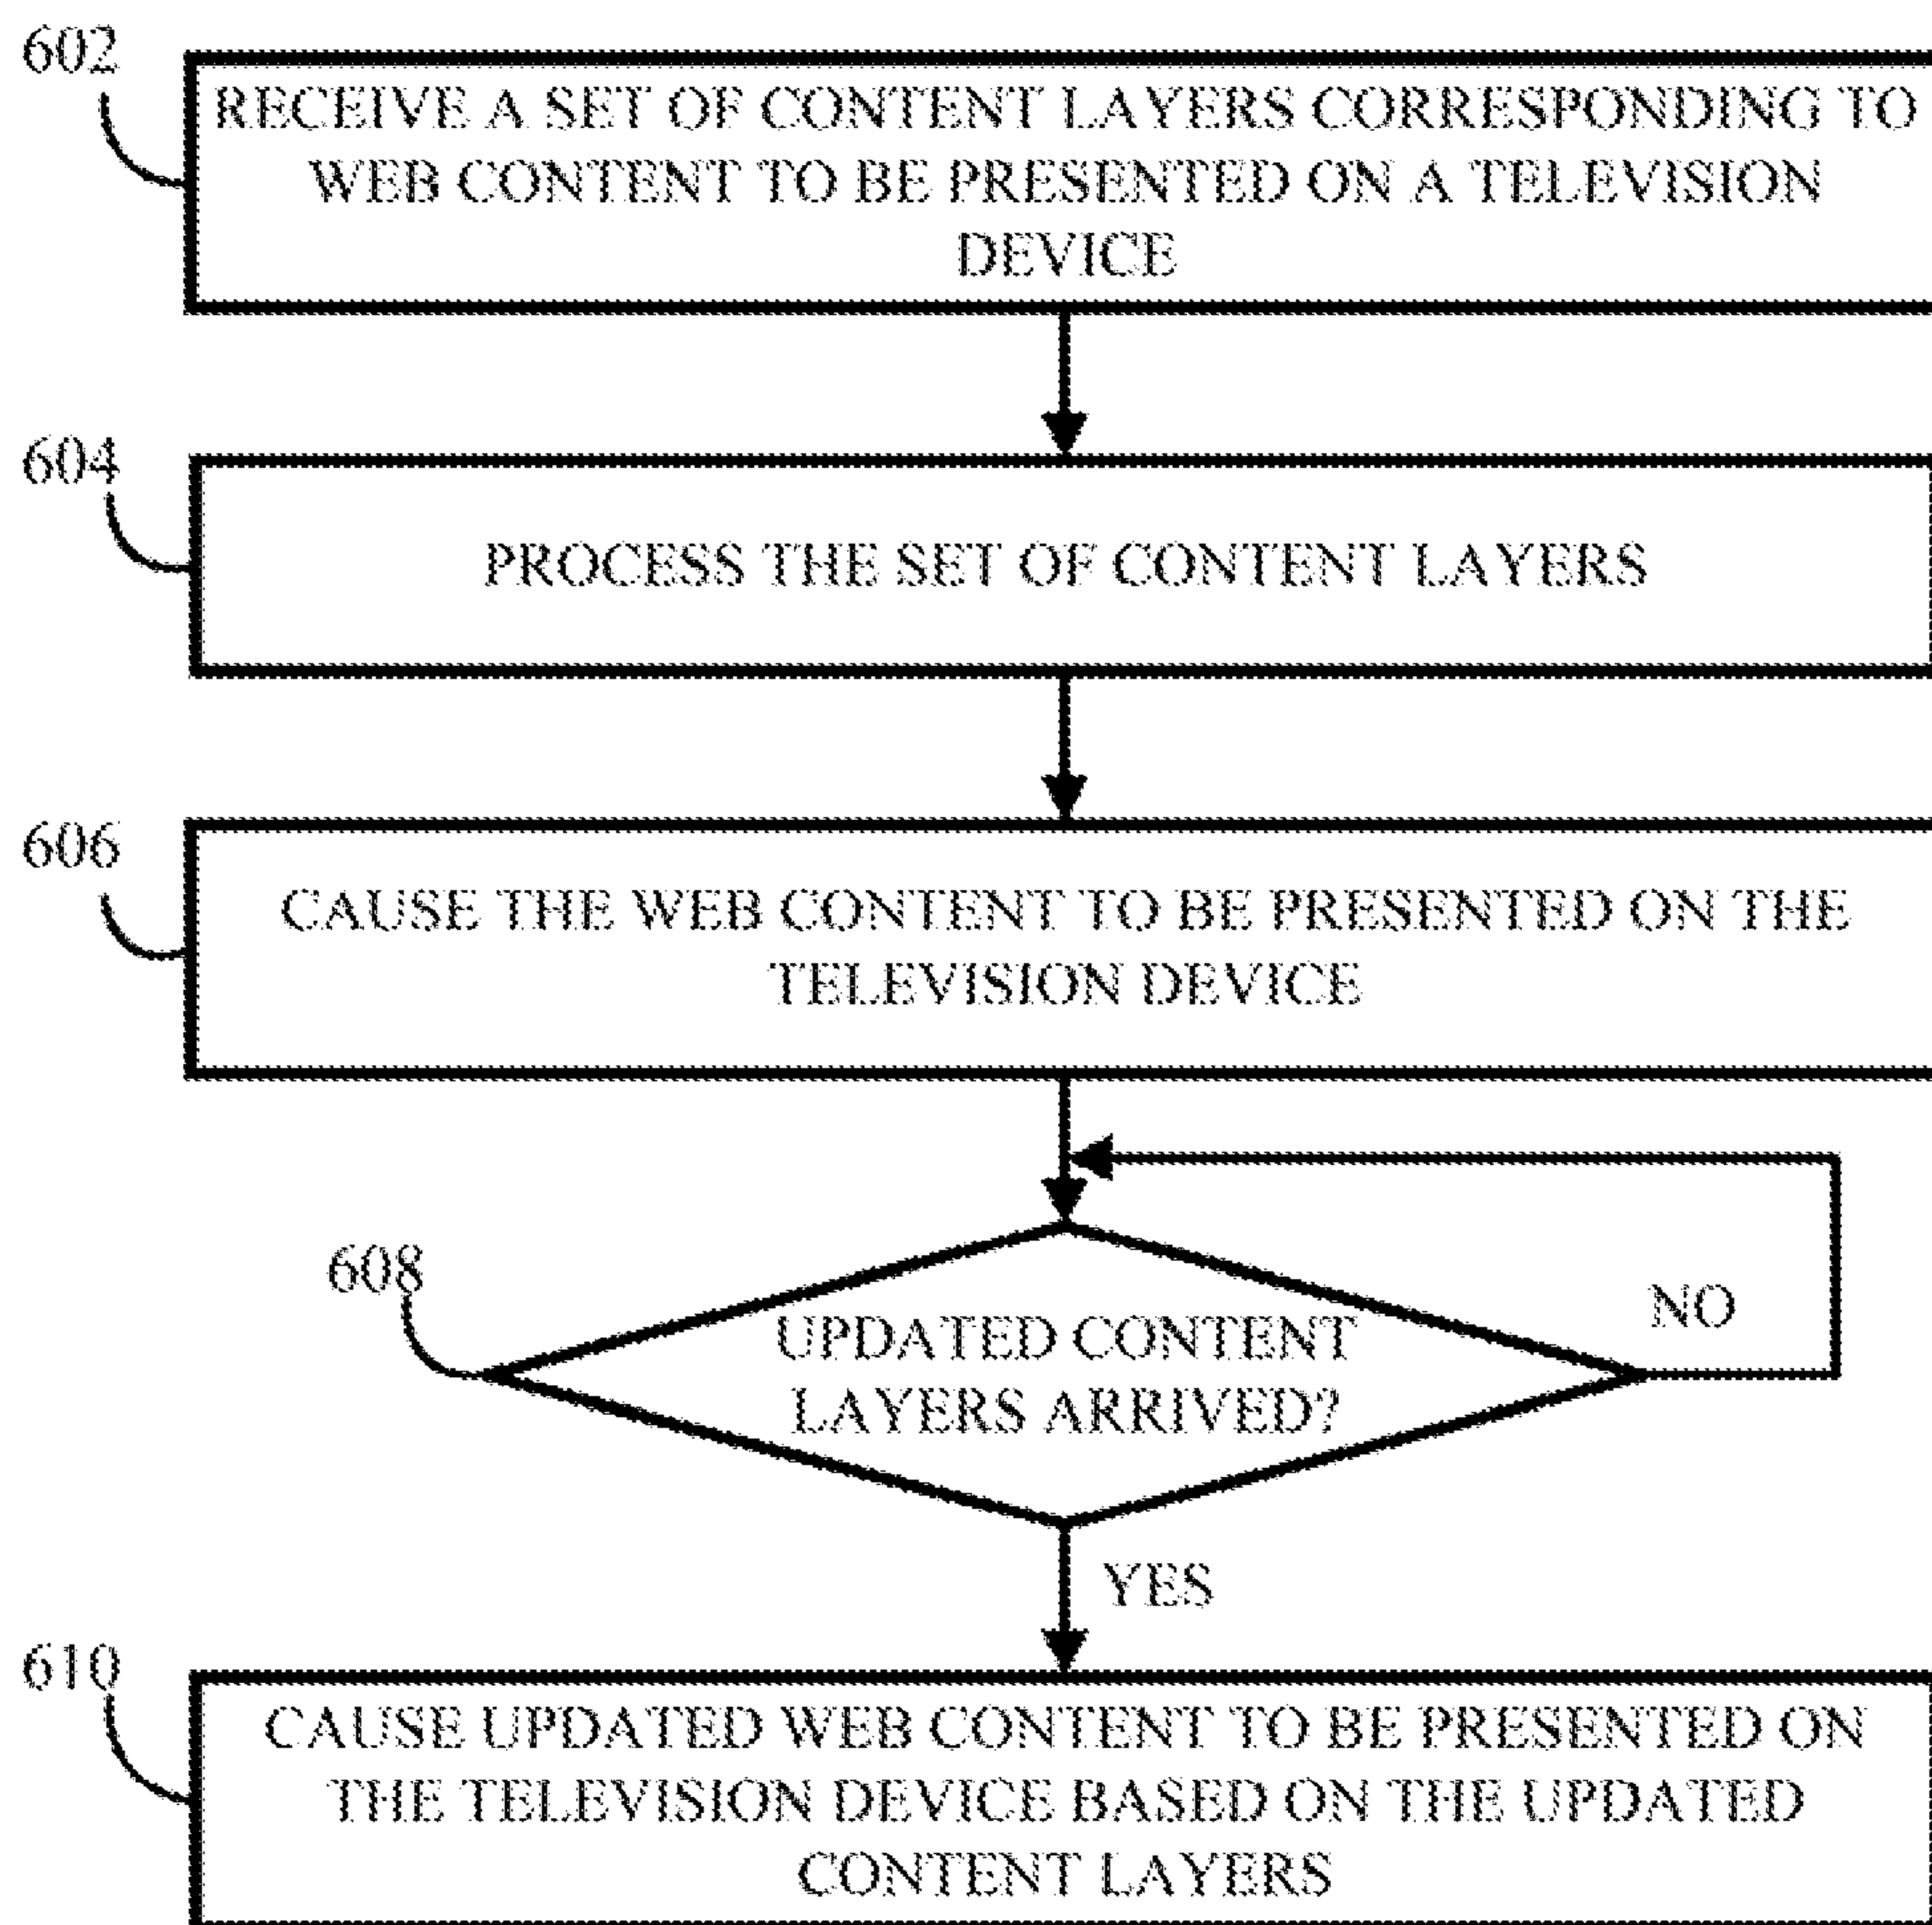 602
RECEIVE A SET OF CONTENT LAYERS CORRESPONDING TO
WEB CONTENT TO BE PRESENTED ON A TELEVISION
DEVICE
604
PROCESS THE SET OF CONTENT LAYERS
606
CAUSE THE WEB CONTENT TO BE PRESENTED ON THE
TELEVISION DEVICE
608
UPDATED CONTENT
LAYERS ARRIVED?
NO
YES
610
CAUSE UPDATED WEB CONTENT TO BE PRESENTED ON
THE TELEVISION DEVICE BASED ON THE UPDATED
CONTENT LAYERS